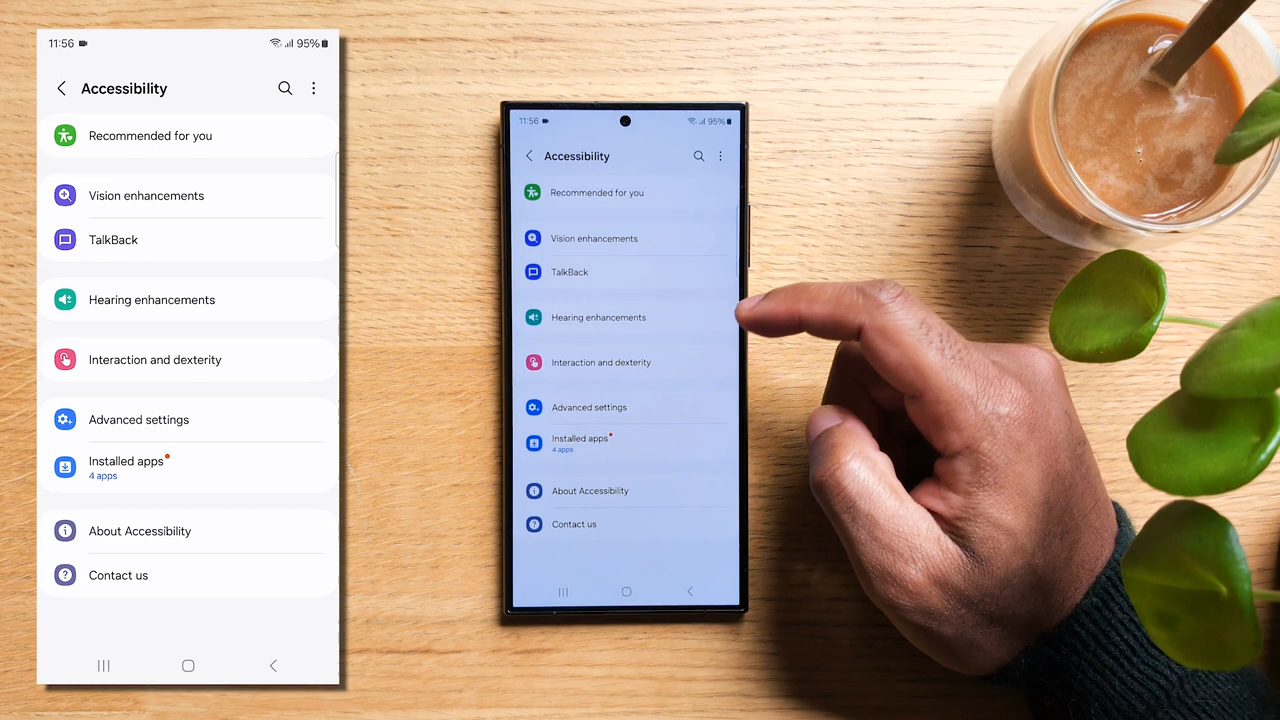 11:56
95%
Accessibility
Recommended for you
Vision enhancements
TalkBack
Hearing enhancements
Interaction and dexterity
Advanced settings
Installed apps
4 apps
About Accessibility
Contact us
11:56
95%
Accessibility
Recommended for you
Vision enhancements
TalkBack
Hearing enhancements
Interaction and dexterity
Advanced settings
Installed apps
4 apps
About Accessibility
Contact us